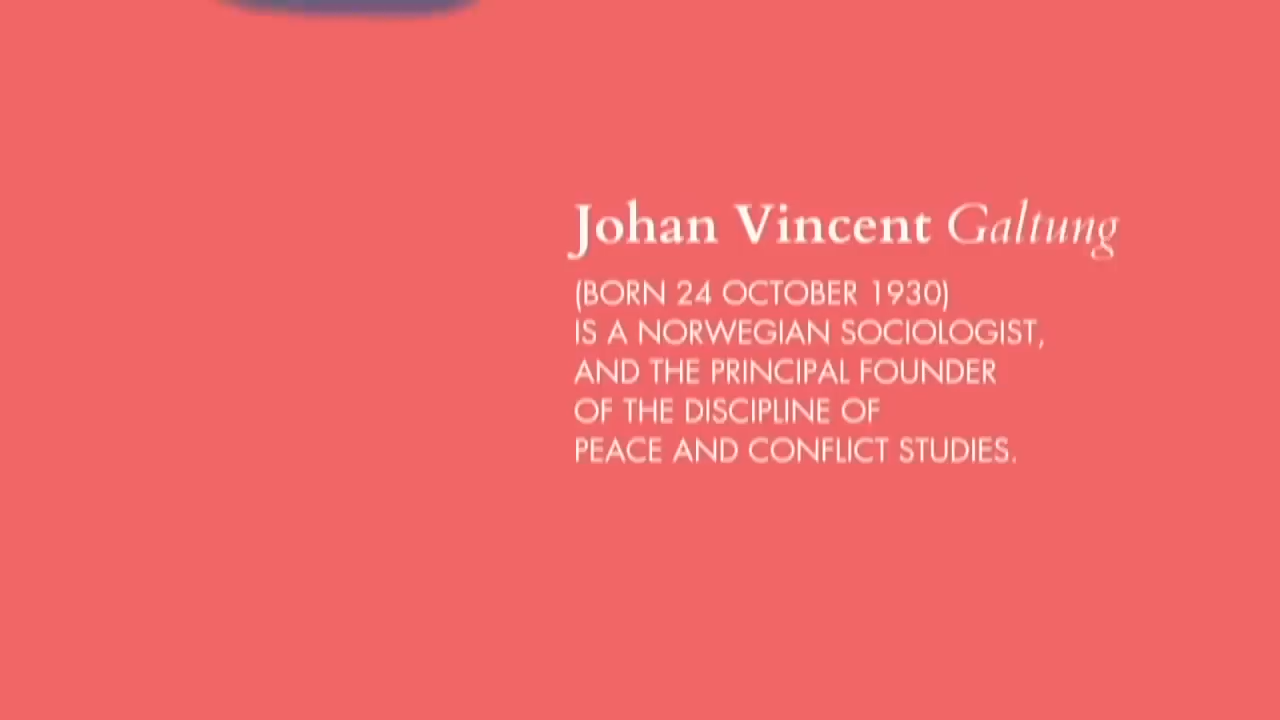 Johan Vincent Galtung
(BORN 24 OCTOBER 1930)
IS A NORWEGIAN SOCIOLOGIST,
AND THE PRINCIPAL FOUNDER
OF THE DISCIPLINE OF
PEACE AND CONFLICT STUDIES.